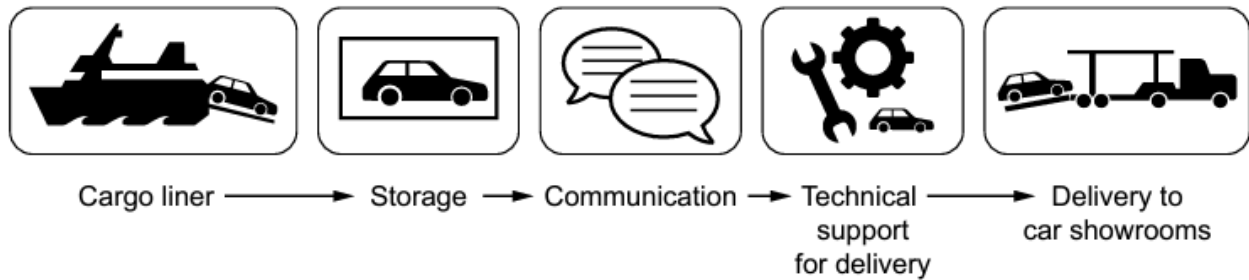 Cargo liner
Storage
Communication
Technical
support
for delivery
Delivery to
car showrooms